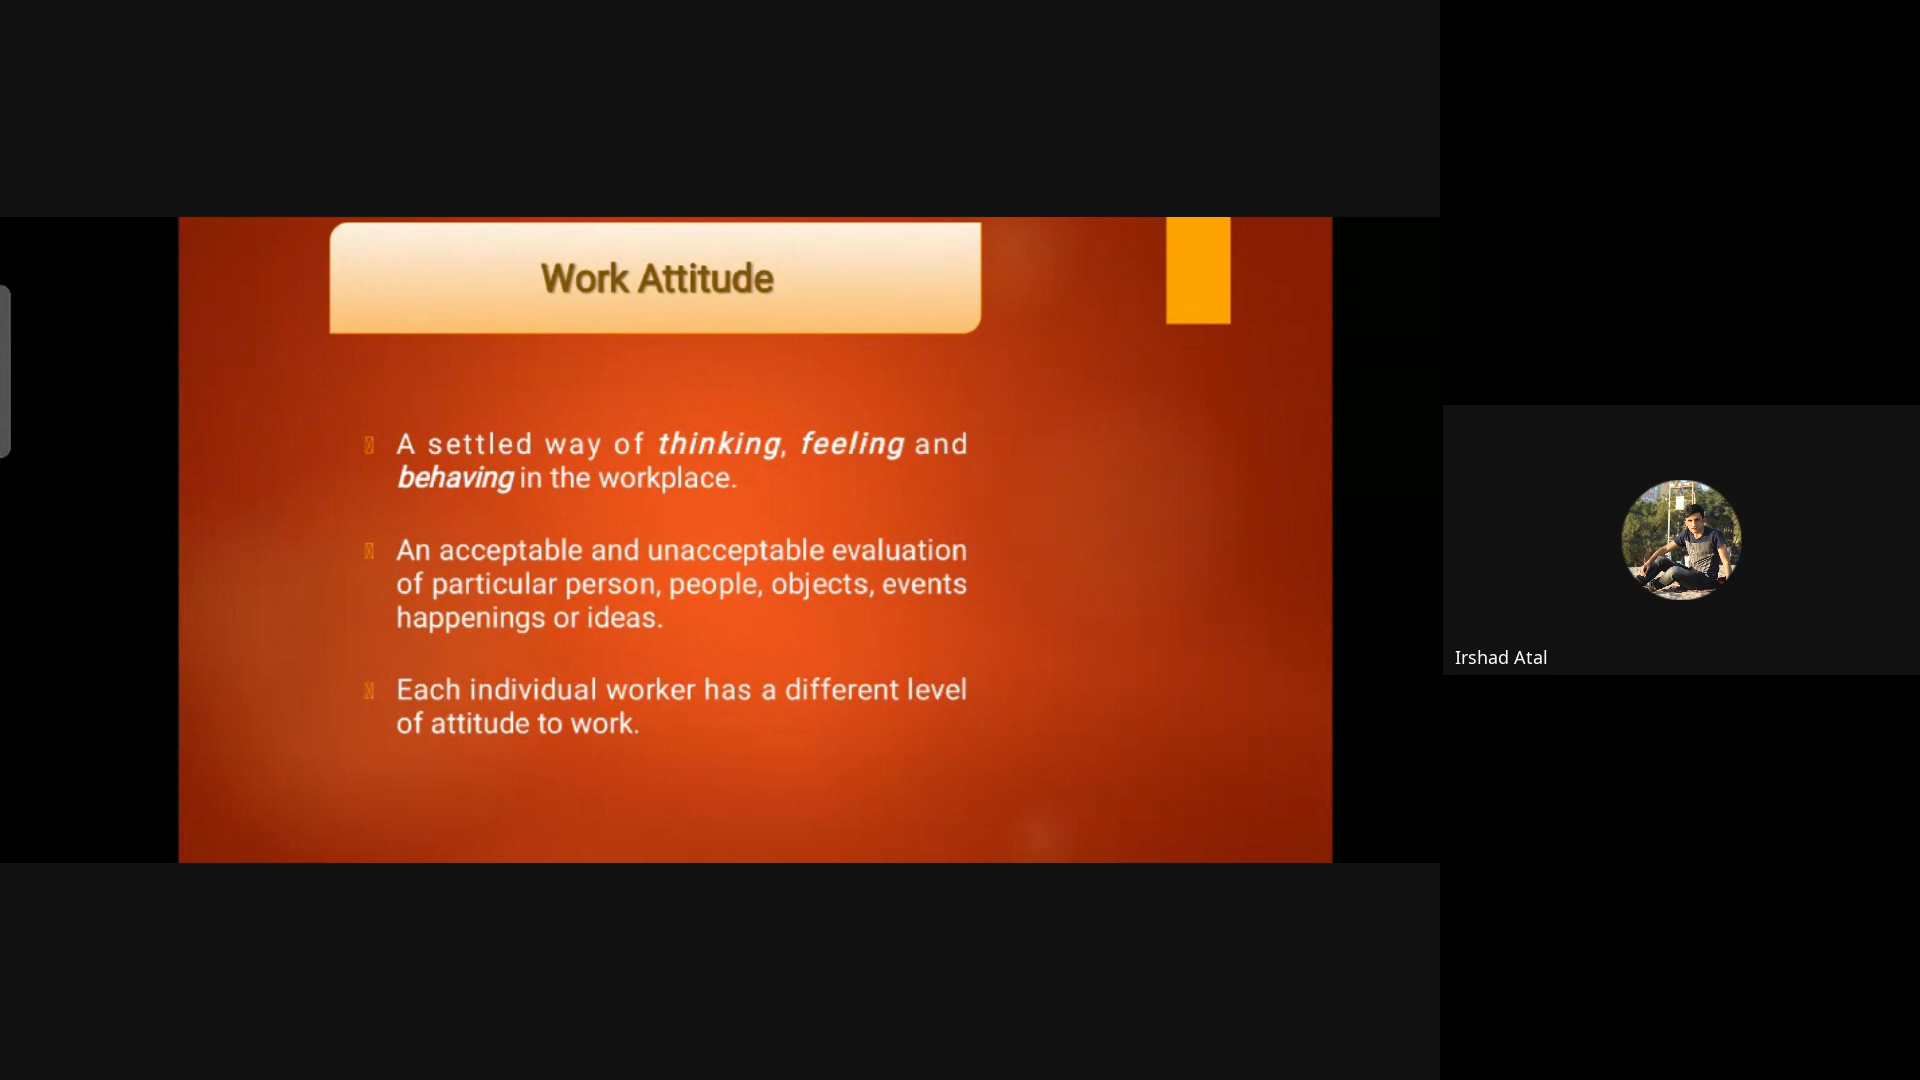 Work Attitude
A settled way of thinking, feeling and
behaving in the workplace.
An acceptable and unacceptable evaluation
of particular person, people, objects, events
happenings or ideas.
Each individual worker has a different level
of attitude to work.
Irshad Atal